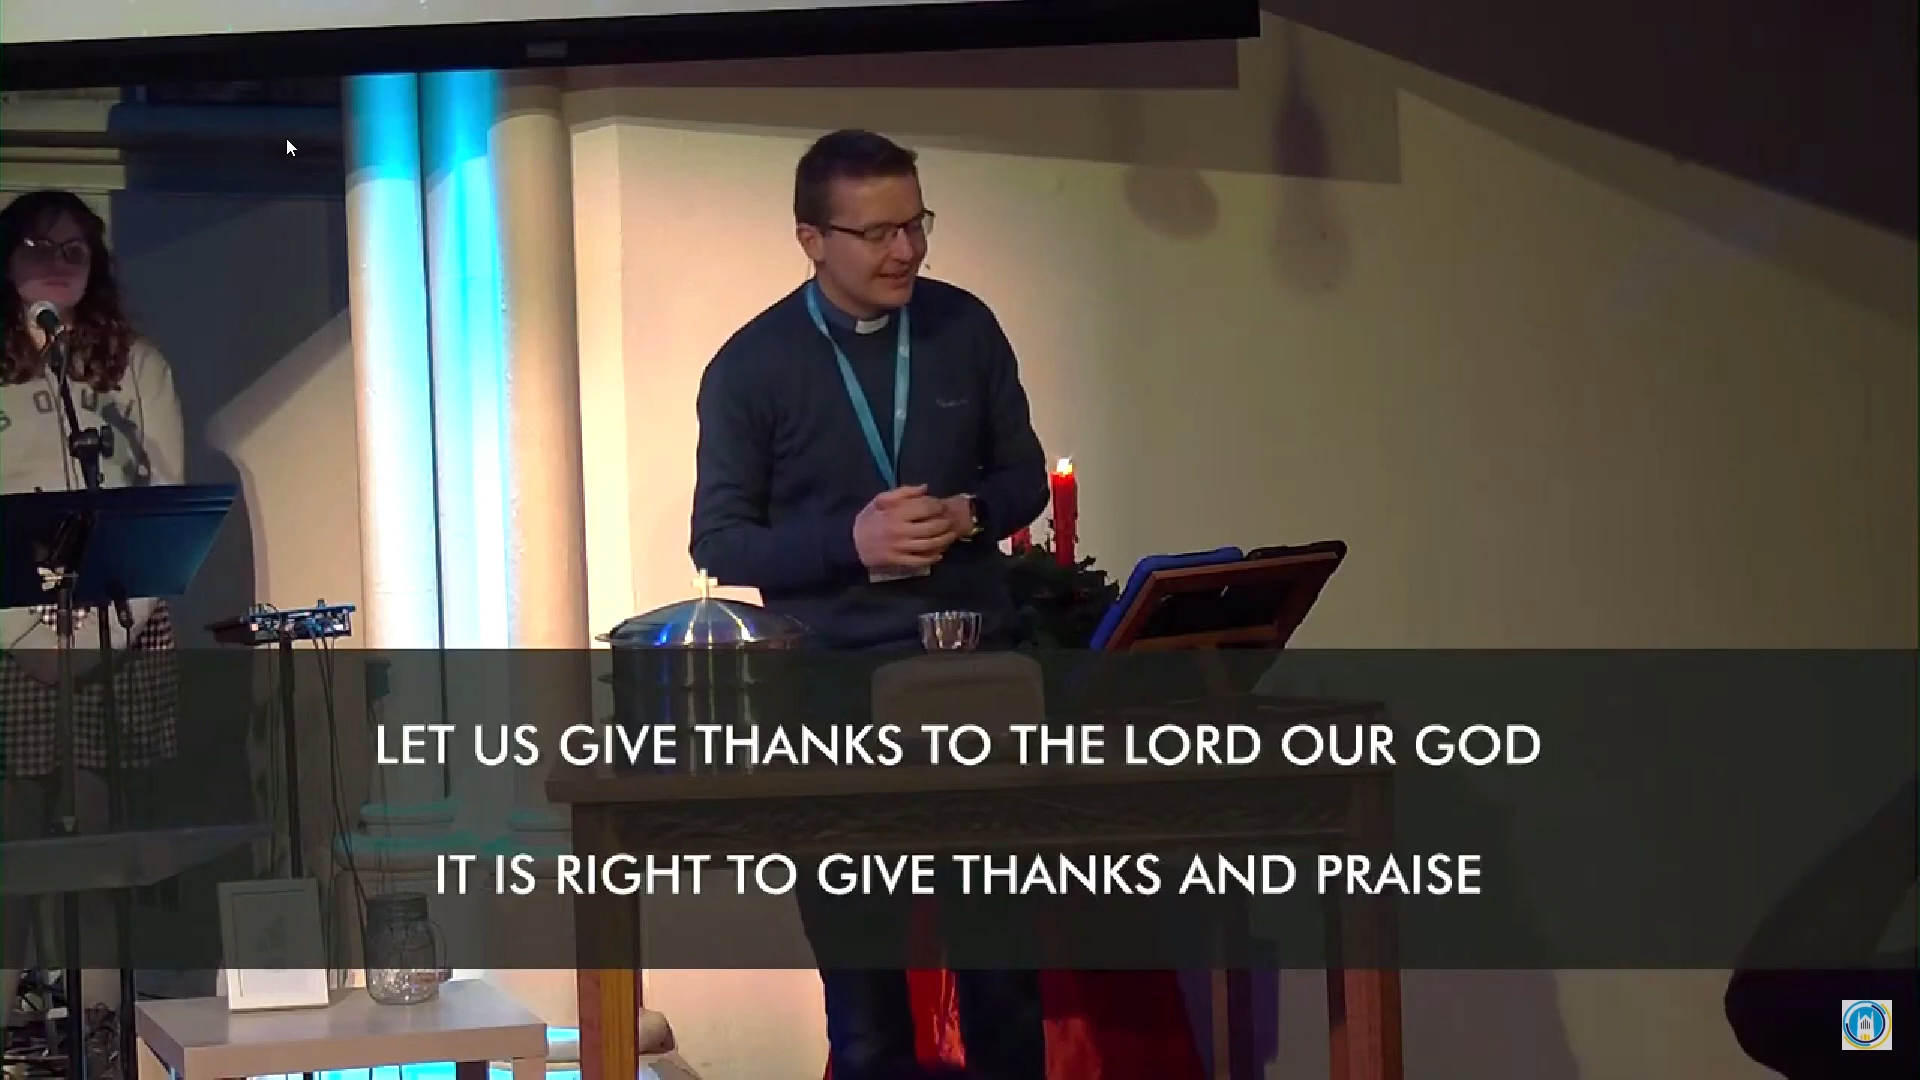 LET US GIVE THANKS TO THE LORD OUR GOD
IT IS RIGHT TO GIVE THANKS AND PRAISE